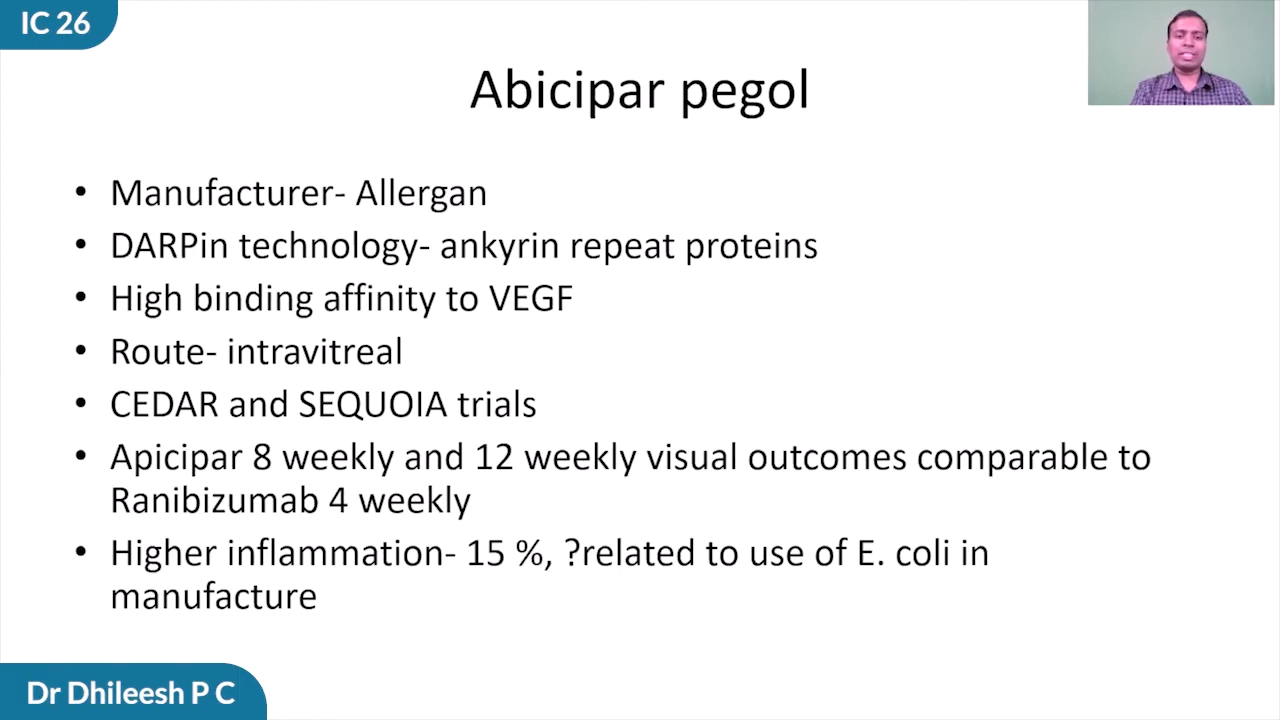 IC 26
Abicipar pegol
• Manufacturer- Allergan
• DARPin technology- ankyrin repeat proteins
• High binding affinity to VEGF
• Route- intravitreal
• CEDAR and SEQUOIA trials
• Apicipar 8 weekly and 12 weekly visual outcomes comparable to
Ranibizumab 4 weekly
• Higher inflammation- 15 %, ?related to use of E. coli in
manufacture
Dr Dhileesh P C